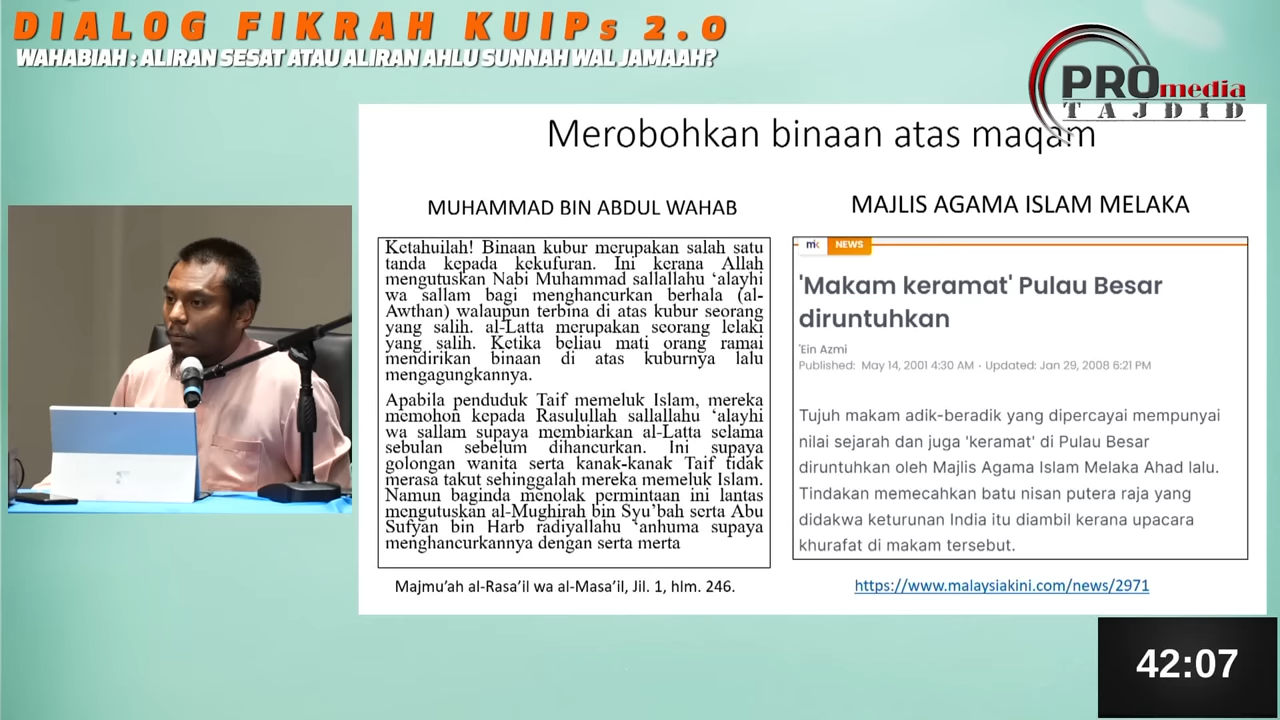 DIALOG FIKRAH KUIPs 2.0
WAHABIAH : ALIRAN SESAT ATAU ALIRAN AHLU SUNNAH WAL JAMAAH?
PROmedia
TAJDID
Merobohkan binaan atas maqam
MUHAMMAD BIN ABDUL WAHAB
Ketahuilah! Binaan kubur merupakan salah satu
tanda kepada kekufuran. Ini kerana Allah
mengutuskan Nabi Muhammad sallallahu ‘alayhi
wa sallam bagi menghancurkan berhala (al-
Awthan) walaupun terbina di atas kubur seorang
yang salih. al-Latta merupakan seorang lelaki
yang salih. Ketika beliau mati orang ramai
mendirikan binaan di atas kuburnya lalu
mengagungkannya.
Apabila penduduk Taif memeluk Islam, mereka
memohon kepada Rasulullah sallallahu ‘alayhi
wa sallam supaya membiarkan al-Latta selama
sebulan sebelum dihancurkan. Ini supaya
golongan wanita serta kanak-kanak Taif tidak
merasa takut sehinggalah mereka memeluk Islam.
Namun baginda menolak permintaan ini lantas
mengutuskan al-Mughirah bin Syu’bah serta Abu
Sufyan bin Harb radiyallahu ‘anhuma supaya
menghancurkannya dengan serta merta
Majmu’ah al-Rasa’il wa al-Masa’il, Jil. 1, hlm. 246.
MAJLIS AGAMA ISLAM MELAKA
mk NEWS
'Makam keramat' Pulau Besar
diruntuhkan
'Ein Azmi
Published: May 14, 2001 4:30 AM · Updated: Jan 29, 2008 6:21 PM
Tujuh makam adik-beradik yang dipercayai mempunyai
nilai sejarah dan juga 'keramat' di Pulau Besar
diruntuhkan oleh Majlis Agama Islam Melaka Ahad lalu.
Tindakan memecahkan batu nisan putera raja yang
didakwa keturunan India itu diambil kerana upacara
khurafat di makam tersebut.
https://www.malaysiakini.com/news/2971
42:07